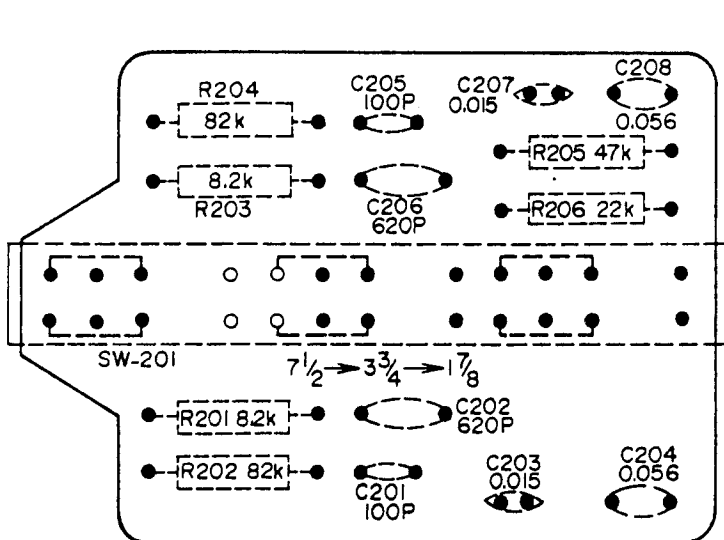 R204
82k
C205
100P
C207
0.015
C208
0.056
R205 47k
8.2k
R203
C206
620P
R206 22k
SW-201
7½→3¾→1⅞
R201 8.2k
C202
620P
R202 82k
C201
100P
C203
0.015
C204
0.056